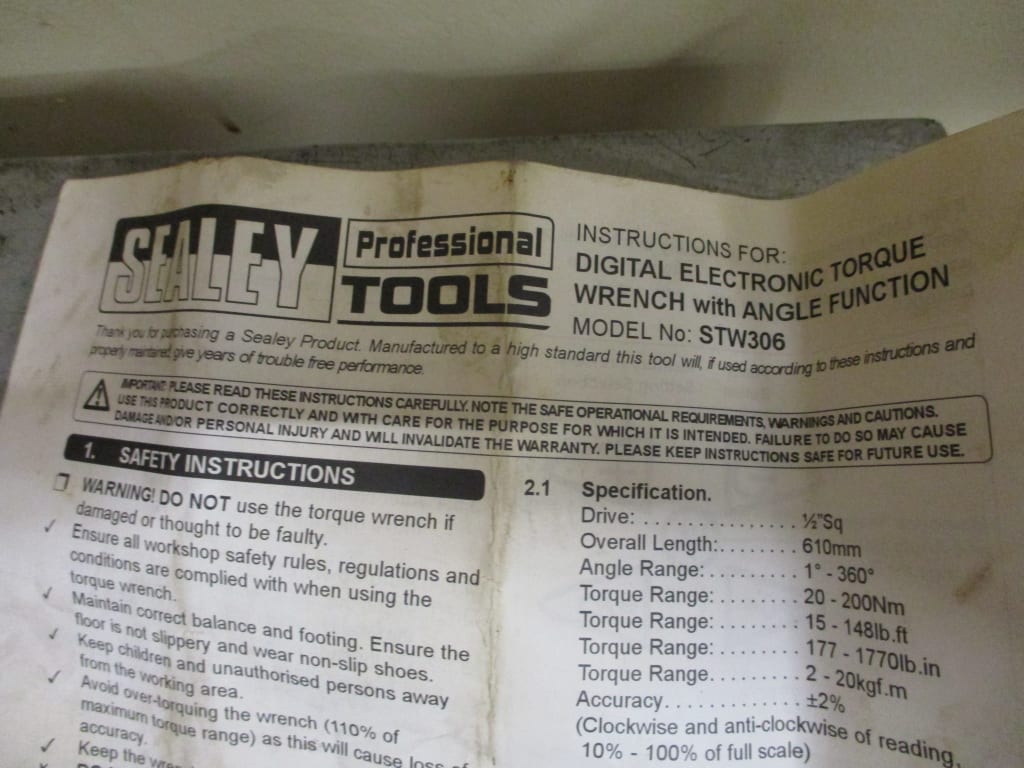 SEALEY
Professional
TOOLS
INSTRUCTIONS FOR:
DIGITAL ELECTRONIC TORQUE
WRENCH with ANGLE FUNCTION
MODEL No: STW306
Thank you for purchasing a Sealey Product. Manufactured to a high standard this tool will, if used according to these instructions and
properly maintained, give years of trouble free performance.
IMPORTANT: PLEASE READ THESE INSTRUCTIONS CAREFULLY. NOTE THE SAFE OPERATIONAL REQUIREMENTS, WARNINGS AND CAUTIONS.
USE THIS PRODUCT CORRECTLY AND WITH CARE FOR THE PURPOSE FOR WHICH IT IS INTENDED. FAILURE TO DO SO MAY CAUSE
DAMAGE AND/OR PERSONAL INJURY AND WILL INVALIDATE THE WARRANTY. PLEASE KEEP INSTRUCTIONS SAFE FOR FUTURE USE.
1. SAFETY INSTRUCTIONS
❐ WARNING! DO NOT use the torque wrench if
damaged or thought to be faulty.
✓ Ensure all workshop safety rules, regulations and
conditions are complied with when using the
torque wrench.
✓ Maintain correct balance and footing. Ensure the
floor is not slippery and wear non-slip shoes.
✓ Keep children and unauthorised persons away
from the working area.
✓ Avoid over-torquing the wrench (110% of
maximum torque range) as this will cause loss of
accuracy.
✓ Keep the
2.1 Specification.
Drive: . . . . . . . . . . . . . . . ½"Sq
Overall Length:. . . . . . . . 610mm
Angle Range: . . . . . . . . . 1° - 360°
Torque Range: . . . . . . . . 20 - 200Nm
Torque Range: . . . . . . . . 15 - 148lb.ft
Torque Range: . . . . . . . . 177 - 1770lb.in
Torque Range. . . . . . . . . 2 - 20kgf.m
Accuracy. . . . . . . . . . . . . ±2%
(Clockwise and anti-clockwise of reading,
10% - 100% of full scale)